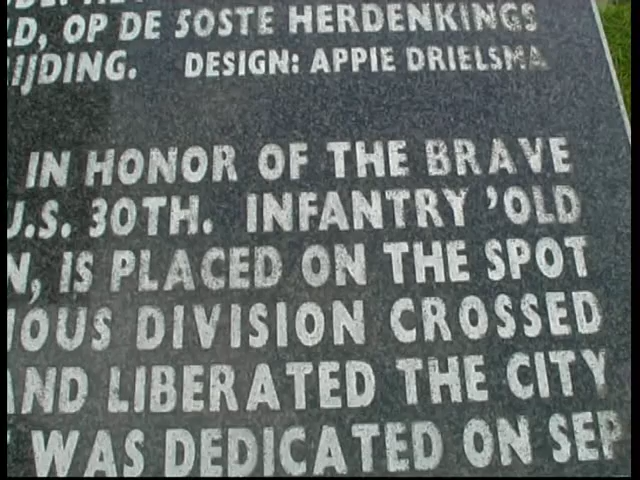 D, OP DE 50STE HERDENKINGS
IJDING. DESIGN: APPIE DRIELSMA
IN HONOR OF THE BRAVE
U.S. 30TH. INFANTRY 'OLD
N, IS PLACED ON THE SPOT
IOUS DIVISION CROSSED
AND LIBERATED THE CITY
WAS DEDICATED ON SEP